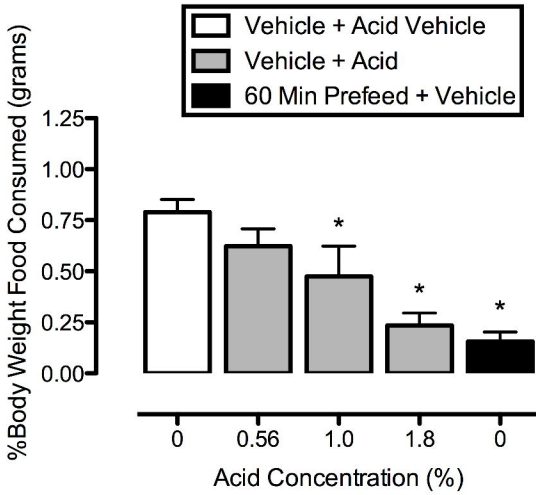 Vehicle + Acid Vehicle
Vehicle + Acid
60 Min Prefeed + Vehicle
%Body Weight Food Consumed (grams)
1.25
1.00
0.75
0.50
0.25
0.00
*
*
*
0 0.56 1.0 1.8 0
Acid Concentration (%)